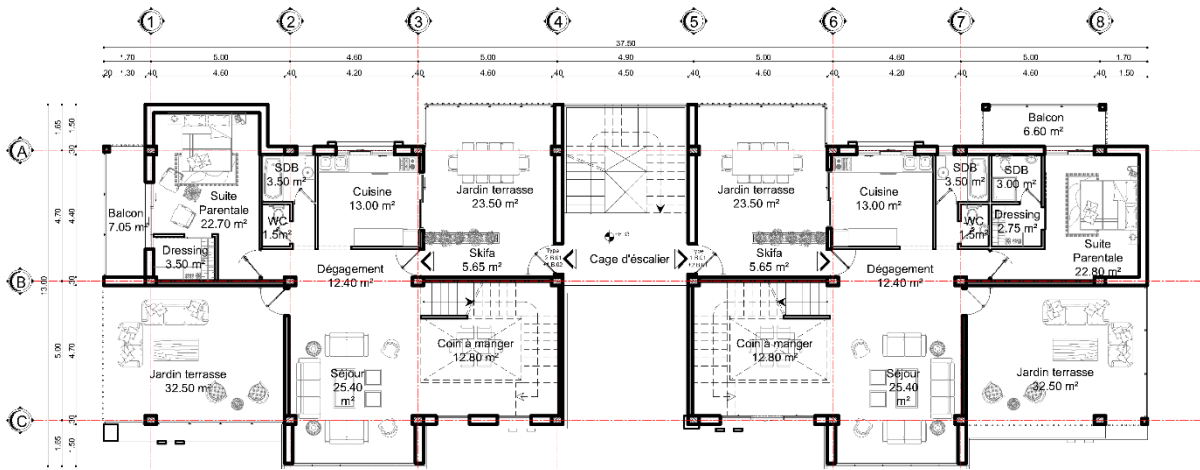 1 2 3 4 5 6 7 8
37.50
1.70 5.00 4.60 5.00 4.90 5.00 4.60 5.00 1.70
.20 1.30 .40 4.60 .40 4.20 .40 4.60 .40 4.50 .40 4.60 .40 4.20 .40 4.60 .40 1.50
A
B
C
1.65 1.50
4.70 4.40
13.00
5.00 4.70
1.65 1.50
Balcon
6.60 m²
SDB
3.50 m²
Suite
Parentale
22.70 m²
Cuisine
13.00 m²
Jardin terrasse
23.50 m²
Balcon
7.05 m²
WC
1.5m²
Dressing
3.50 m²
Skifa
5.65 m²
Dégagement
12.40 m²
Cage d'éscalier
Jardin terrasse
23.50 m²
Cuisine
13.00 m²
SDB
3.50 m²
SDB
3.00 m²
WC
1.5m²
Dressing
2.75 m²
Skifa
5.65 m²
Dégagement
12.40 m²
Suite
Parentale
22.80 m²
Jardin terrasse
32.50 m²
Séjour
25.40
m²
Coin à manger
12.80 m²
Coin à manger
12.80 m²
Séjour
25.40
m²
Jardin terrasse
32.50 m²